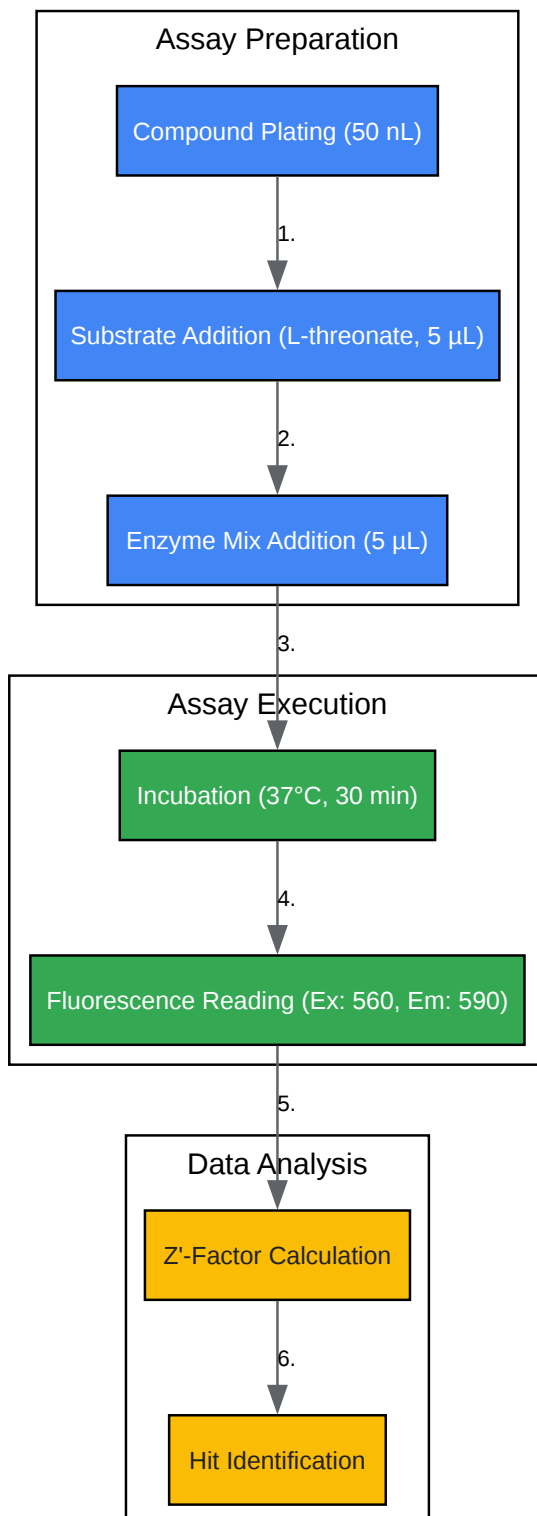 Assay Preparation
Compound Plating (50 nL)
1.
Substrate Addition (L-threonate, 5 µL)
2.
Enzyme Mix Addition (5 µL)
3.
Assay Execution
Incubation (37°C, 30 min)
4.
Fluorescence Reading (Ex: 560, Em: 590)
5.
Data Analysis
Z'-Factor Calculation
6.
Hit Identification